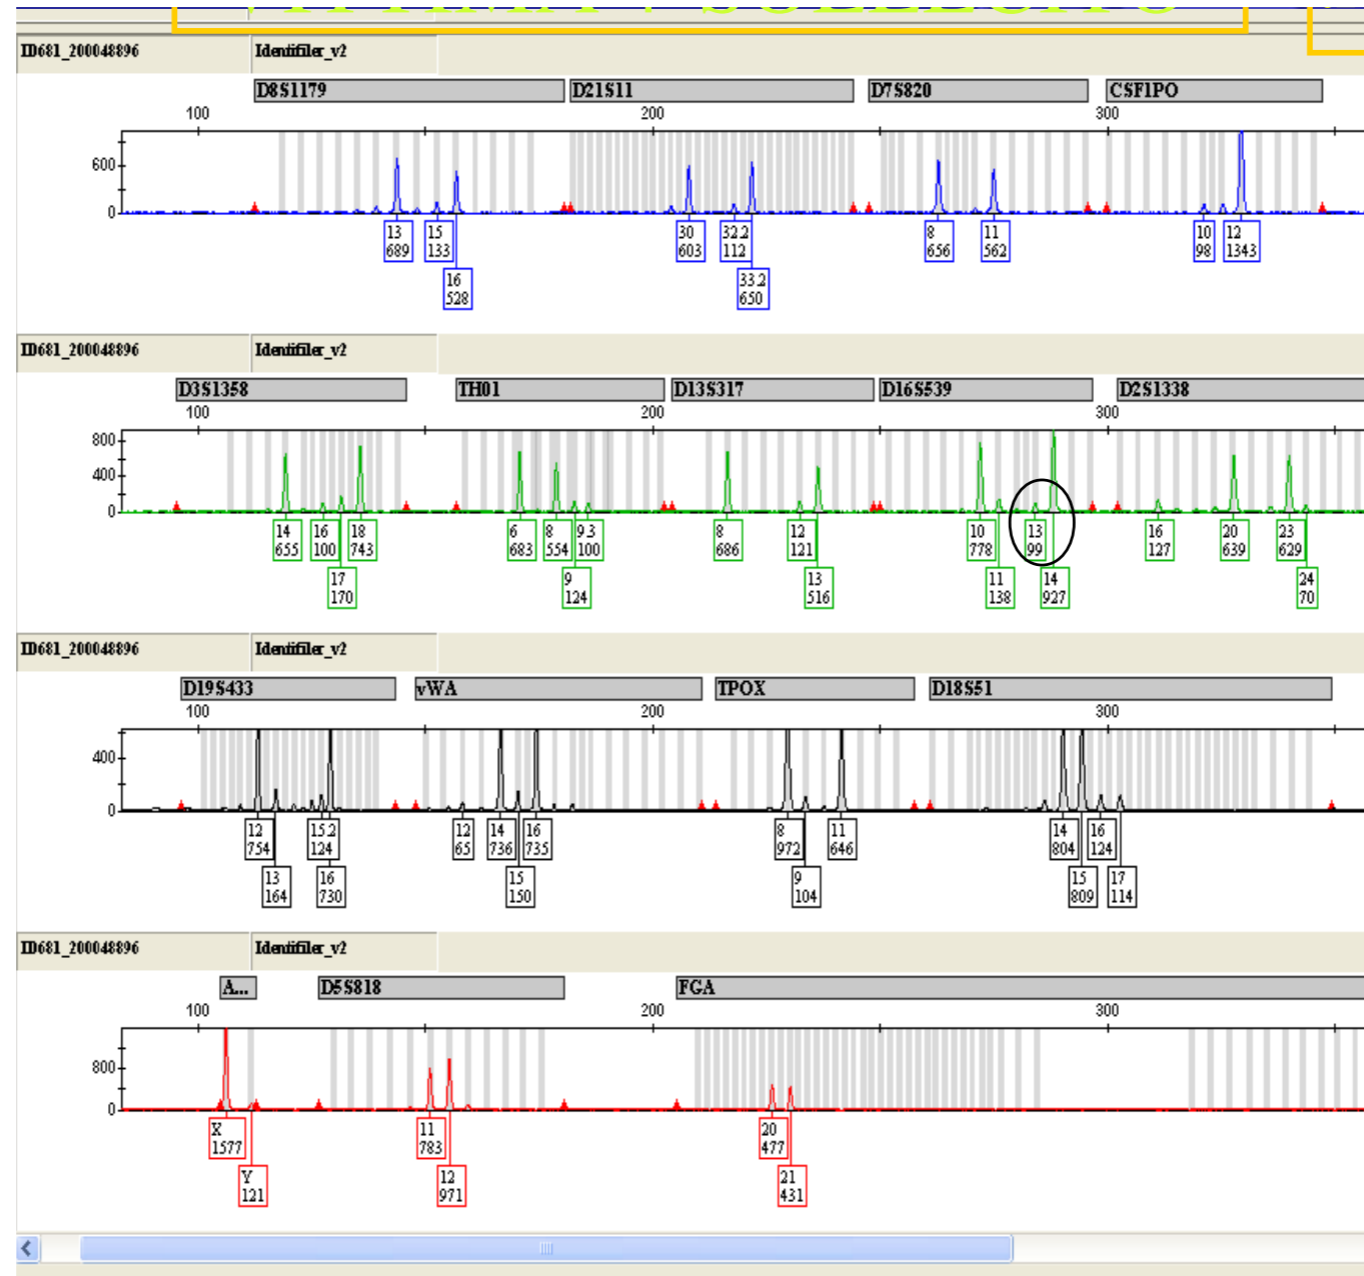 ID681_200048896 Identifiler_v2
D8S1179 D21S11 D7S820 CSF1PO
100 200 300
600
0
13 15 30 32.2 8 11 10 12
689 133 603 112 656 562 98 1343
16 33.2
528 650
ID681_200048896 Identifiler_v2
D3S1358 TH01 D13S317 D16S539 D2S1338
100 200 300
800
400
0
14 16 18 6 8 9.3 8 12 10 13 16 20 23
655 100 743 683 554 100 686 121 778 99 127 639 629
17 9 13 11 14 24
170 124 516 138 927 70
ID681_200048896 Identifiler_v2
D19S433 vWA TPOX D18S51
100 200 300
400
0
12 15.2 12 14 16 8 11 14 16
754 124 65 736 735 972 646 804 124
13 16 15 9 15 17
164 730 150 104 809 114
ID681_200048896 Identifiler_v2
A... D5S818 FGA
100 200 300
800
0
X 11 20
1577 783 477
Y 12 21
121 971 431